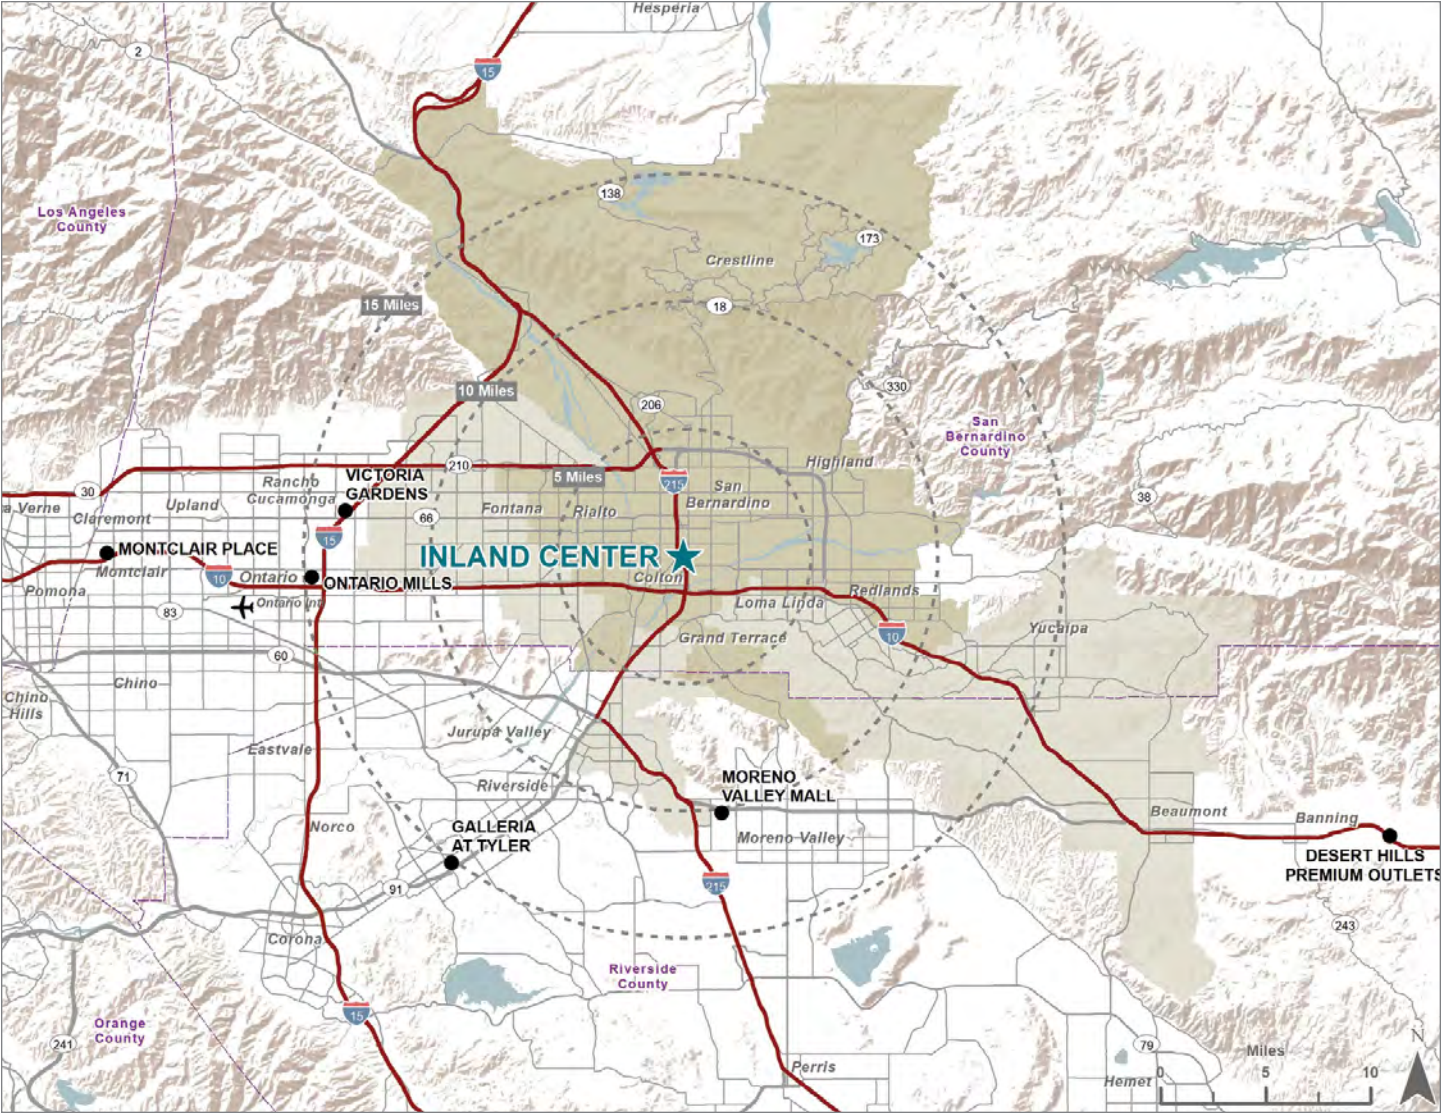 Hesperia
2
15
Los Angeles
County
138
173
Crestline
15 Miles
18
330
10 Miles
206
San
Bernardino
County
Highland
210
5 Miles
VICTORIA
GARDENS
Rancho
Cucamonga
215
San
Bernardino
30
a Verne
Claremont
Upland
Fontana
Rialto
66
38
15
MONTCLAIR PLACE
Montclair
INLAND CENTER
Colton
10
Ontario
ONTARIO MILLS
Pomona
Ontario Int
83
Loma Linda
Redlands
10
Grand Terrace
Yucaipa
60
Chino
Chino
Hills
Jurupa Valley
Eastvale
71
Riverside
MORENO
VALLEY MALL
Moreno Valley
Norco
GALLERIA
AT TYLER
Beaumont
Banning
DESERT HILLS
PREMIUM OUTLETS
91
215
243
Corona
Riverside
County
15
Orange
County
241
79
Perris
Hemet
Miles
0
5
10
N